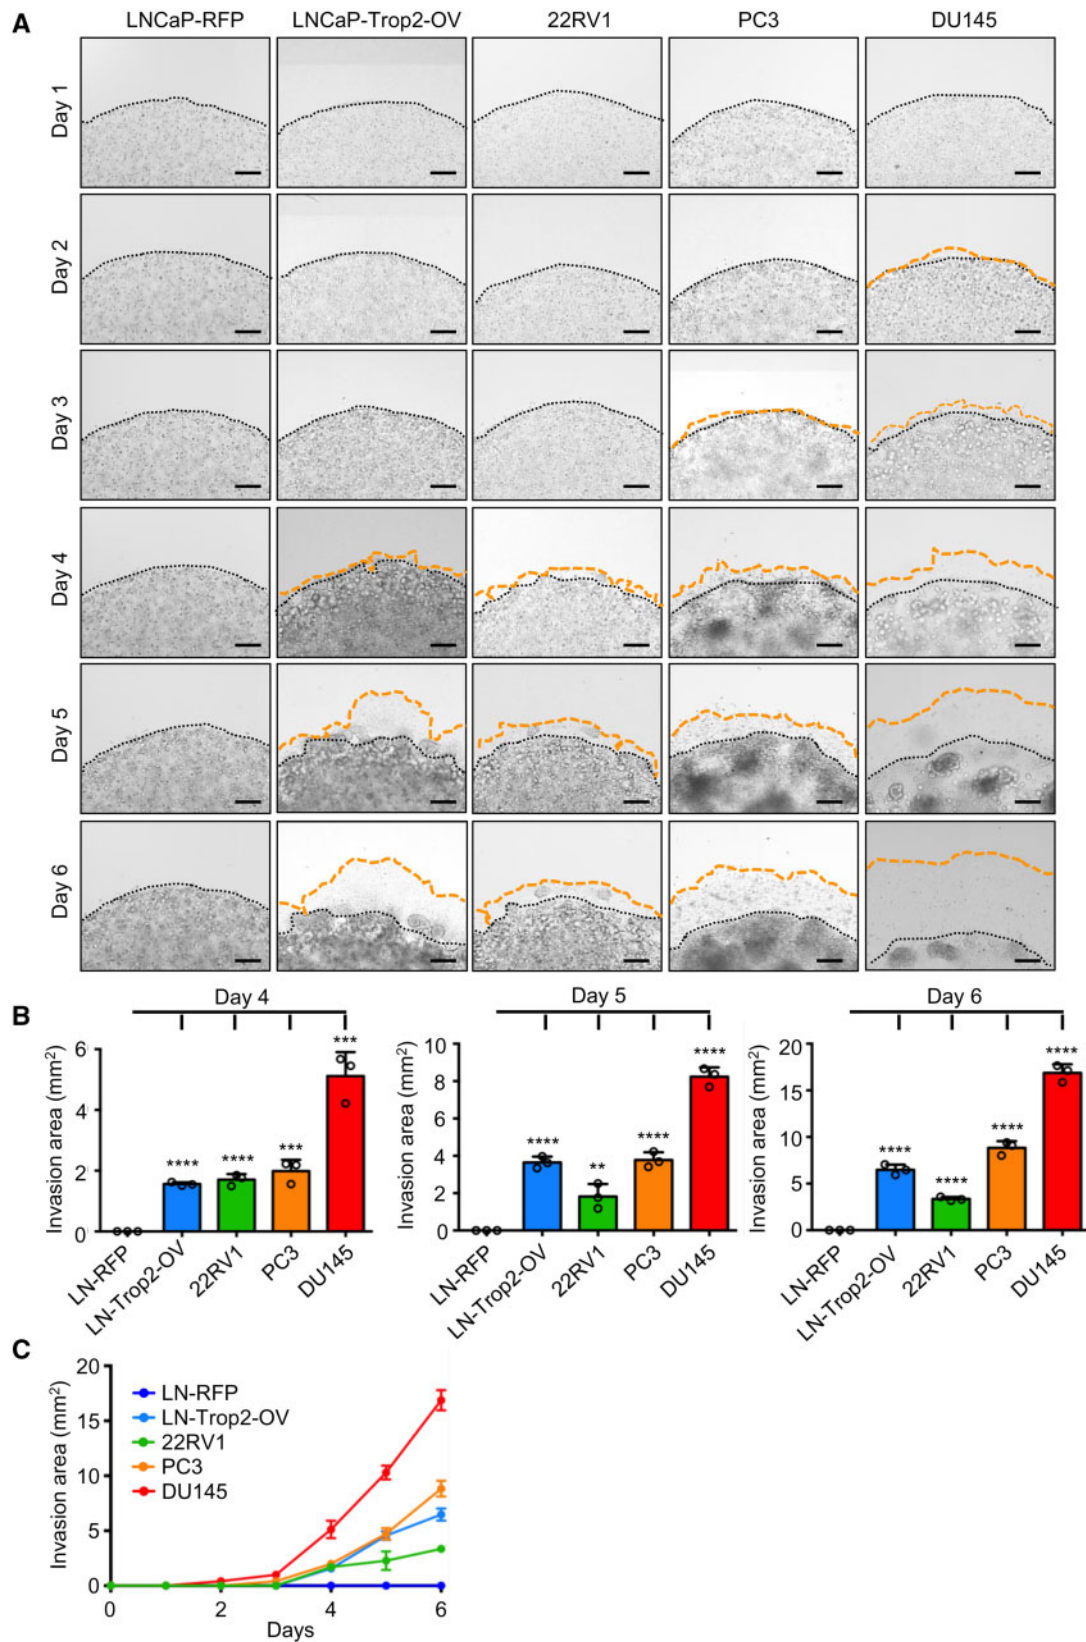 A
LNCaP-RFP LNCaP-Trop2-OV 22RV1 PC3 DU145
Day 1
Day 2
Day 3
Day 4
Day 5
Day 6
B
Day 4
Invasion area (mm²)
6
4
2
0
**** **** *** ***
LN-RFP
LN-Trop2-OV
22RV1
PC3
DU145
Day 5
Invasion area (mm²)
10
8
6
4
2
0
**** ** **** ****
LN-RFP
LN-Trop2-OV
22RV1
PC3
DU145
Day 6
Invasion area (mm²)
20
15
10
5
0
**** **** **** ****
LN-RFP
LN-Trop2-OV
22RV1
PC3
DU145
C
Invasion area (mm²)
20
15
10
5
0
LN-RFP
LN-Trop2-OV
22RV1
PC3
DU145
0 2 4 6
Days